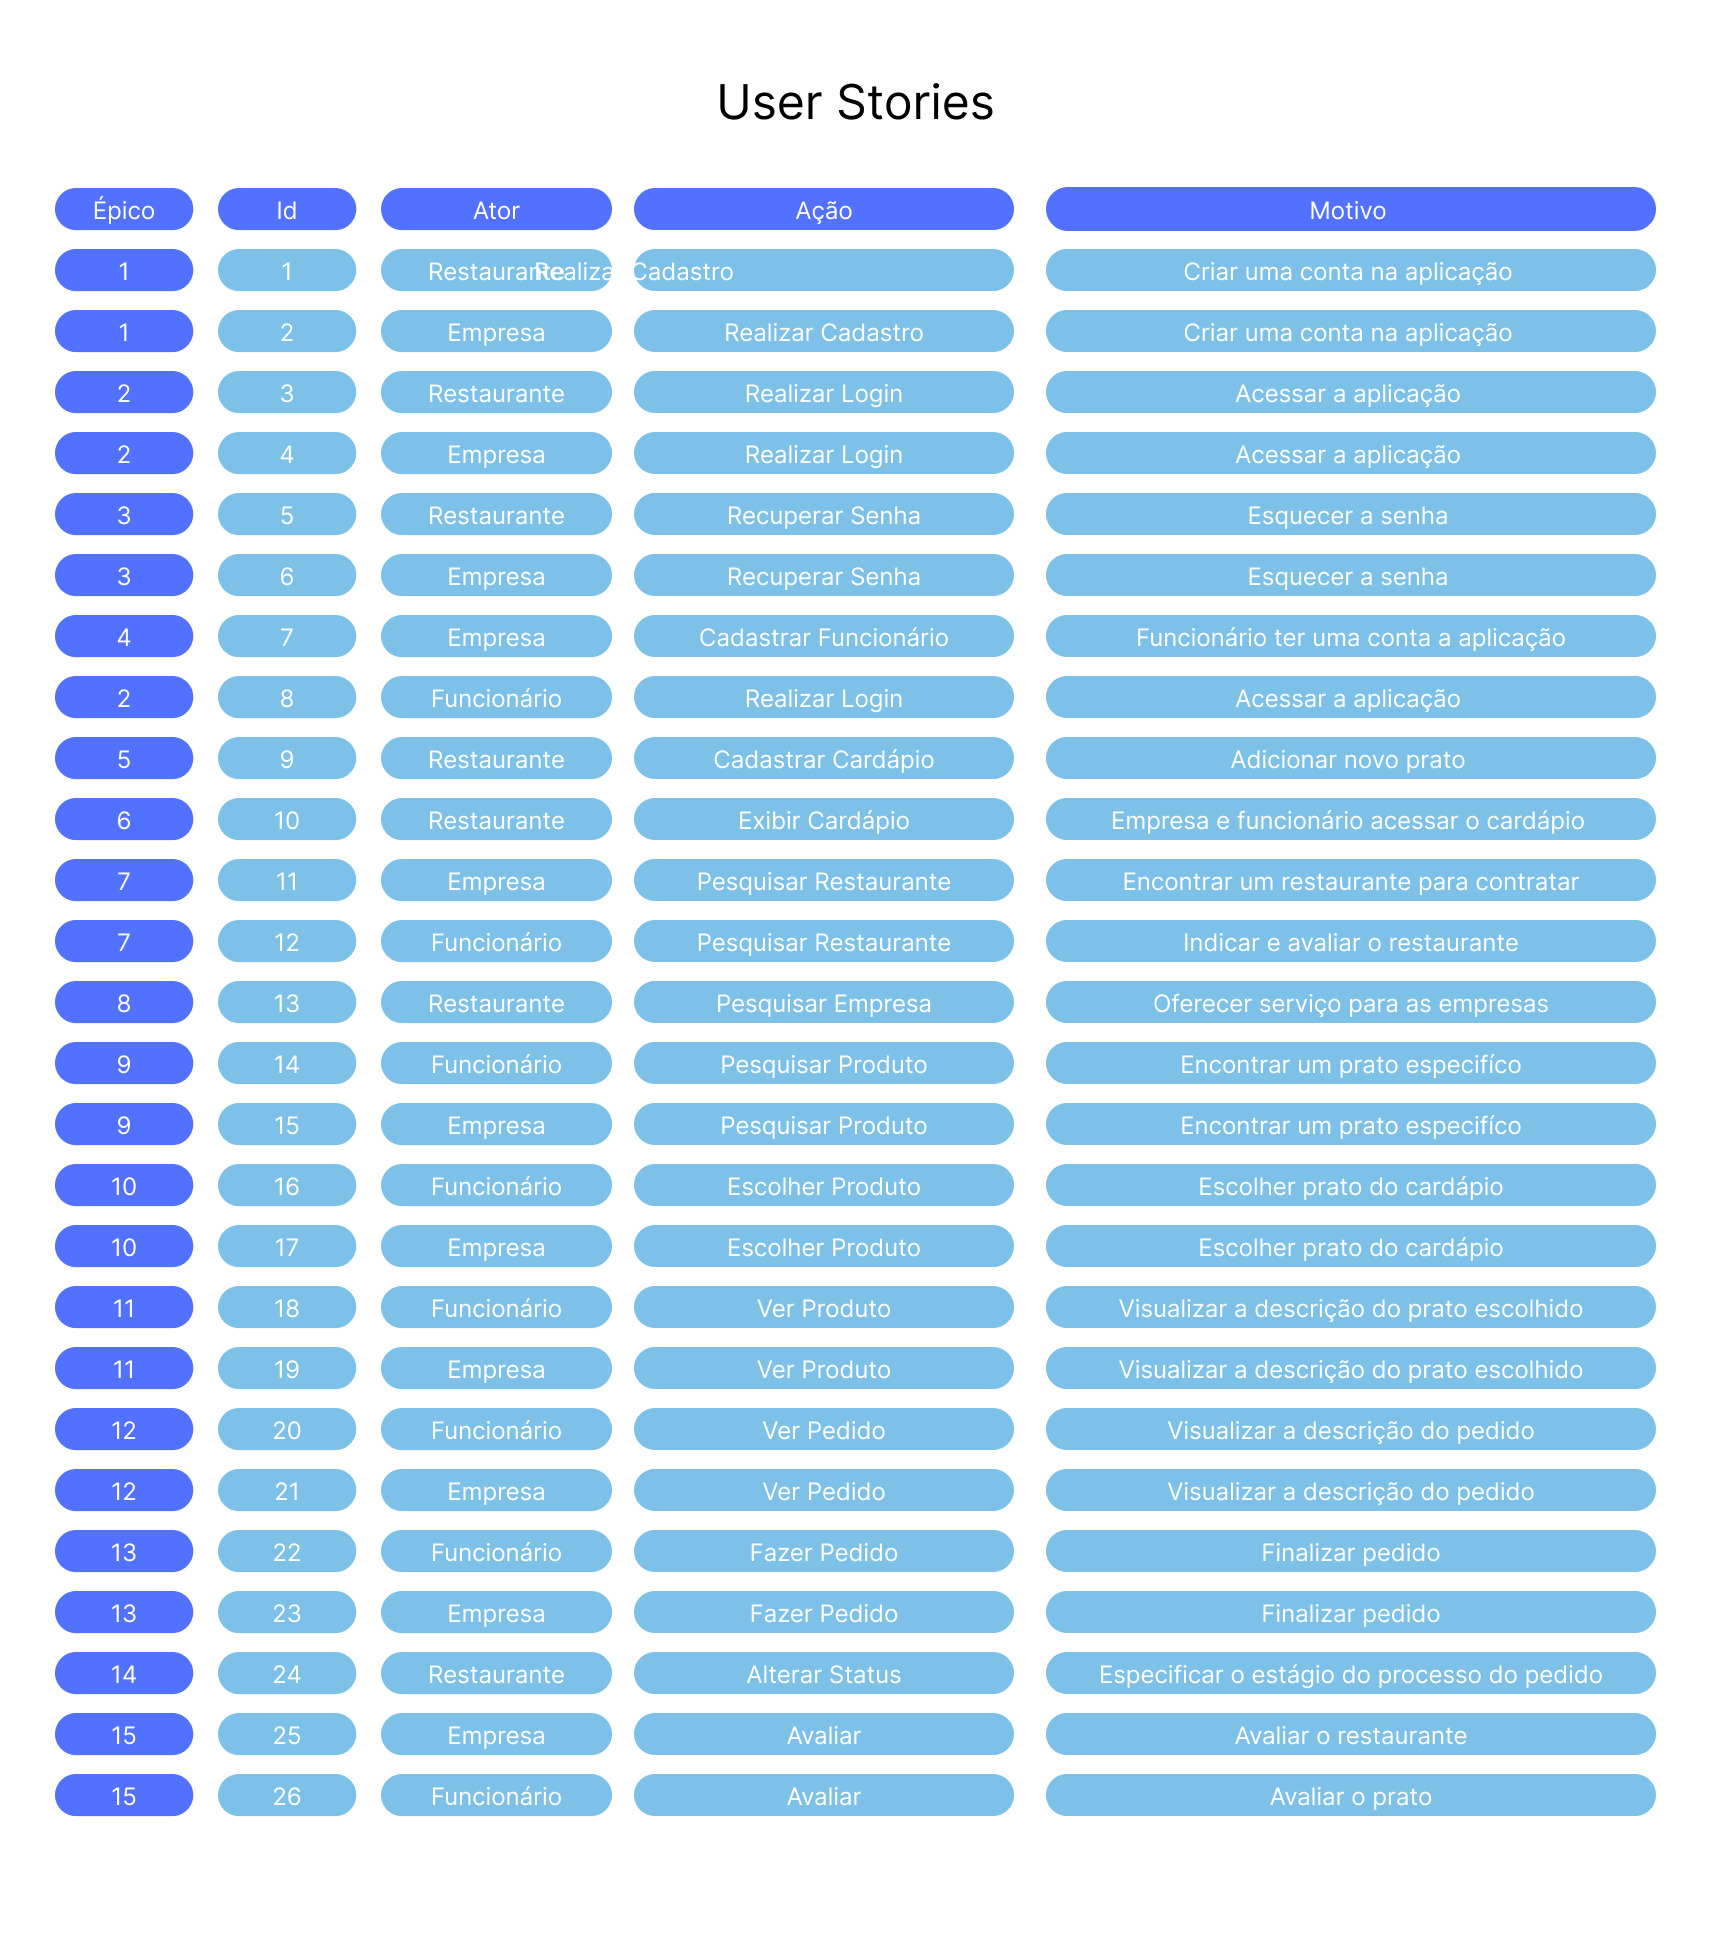 User Stories
Épico Id Ator Ação Motivo
1 1 Restaurante Realizar Cadastro Criar uma conta na aplicação
1 2 Empresa Realizar Cadastro Criar uma conta na aplicação
2 3 Restaurante Realizar Login Acessar a aplicação
2 4 Empresa Realizar Login Acessar a aplicação
3 5 Restaurante Recuperar Senha Esquecer a senha
3 6 Empresa Recuperar Senha Esquecer a senha
4 7 Empresa Cadastrar Funcionário Funcionário ter uma conta a aplicação
2 8 Funcionário Realizar Login Acessar a aplicação
5 9 Restaurante Cadastrar Cardápio Adicionar novo prato
6 10 Restaurante Exibir Cardápio Empresa e funcionário acessar o cardápio
7 11 Empresa Pesquisar Restaurante Encontrar um restaurante para contratar
7 12 Funcionário Pesquisar Restaurante Indicar e avaliar o restaurante
8 13 Restaurante Pesquisar Empresa Oferecer serviço para as empresas
9 14 Funcionário Pesquisar Produto Encontrar um prato especifíco
9 15 Empresa Pesquisar Produto Encontrar um prato especifíco
10 16 Funcionário Escolher Produto Escolher prato do cardápio
10 17 Empresa Escolher Produto Escolher prato do cardápio
11 18 Funcionário Ver Produto Visualizar a descrição do prato escolhido
11 19 Empresa Ver Produto Visualizar a descrição do prato escolhido
12 20 Funcionário Ver Pedido Visualizar a descrição do pedido
12 21 Empresa Ver Pedido Visualizar a descrição do pedido
13 22 Funcionário Fazer Pedido Finalizar pedido
13 23 Empresa Fazer Pedido Finalizar pedido
14 24 Restaurante Alterar Status Especificar o estágio do processo do pedido
15 25 Empresa Avaliar Avaliar o restaurante
15 26 Funcionário Avaliar Avaliar o prato